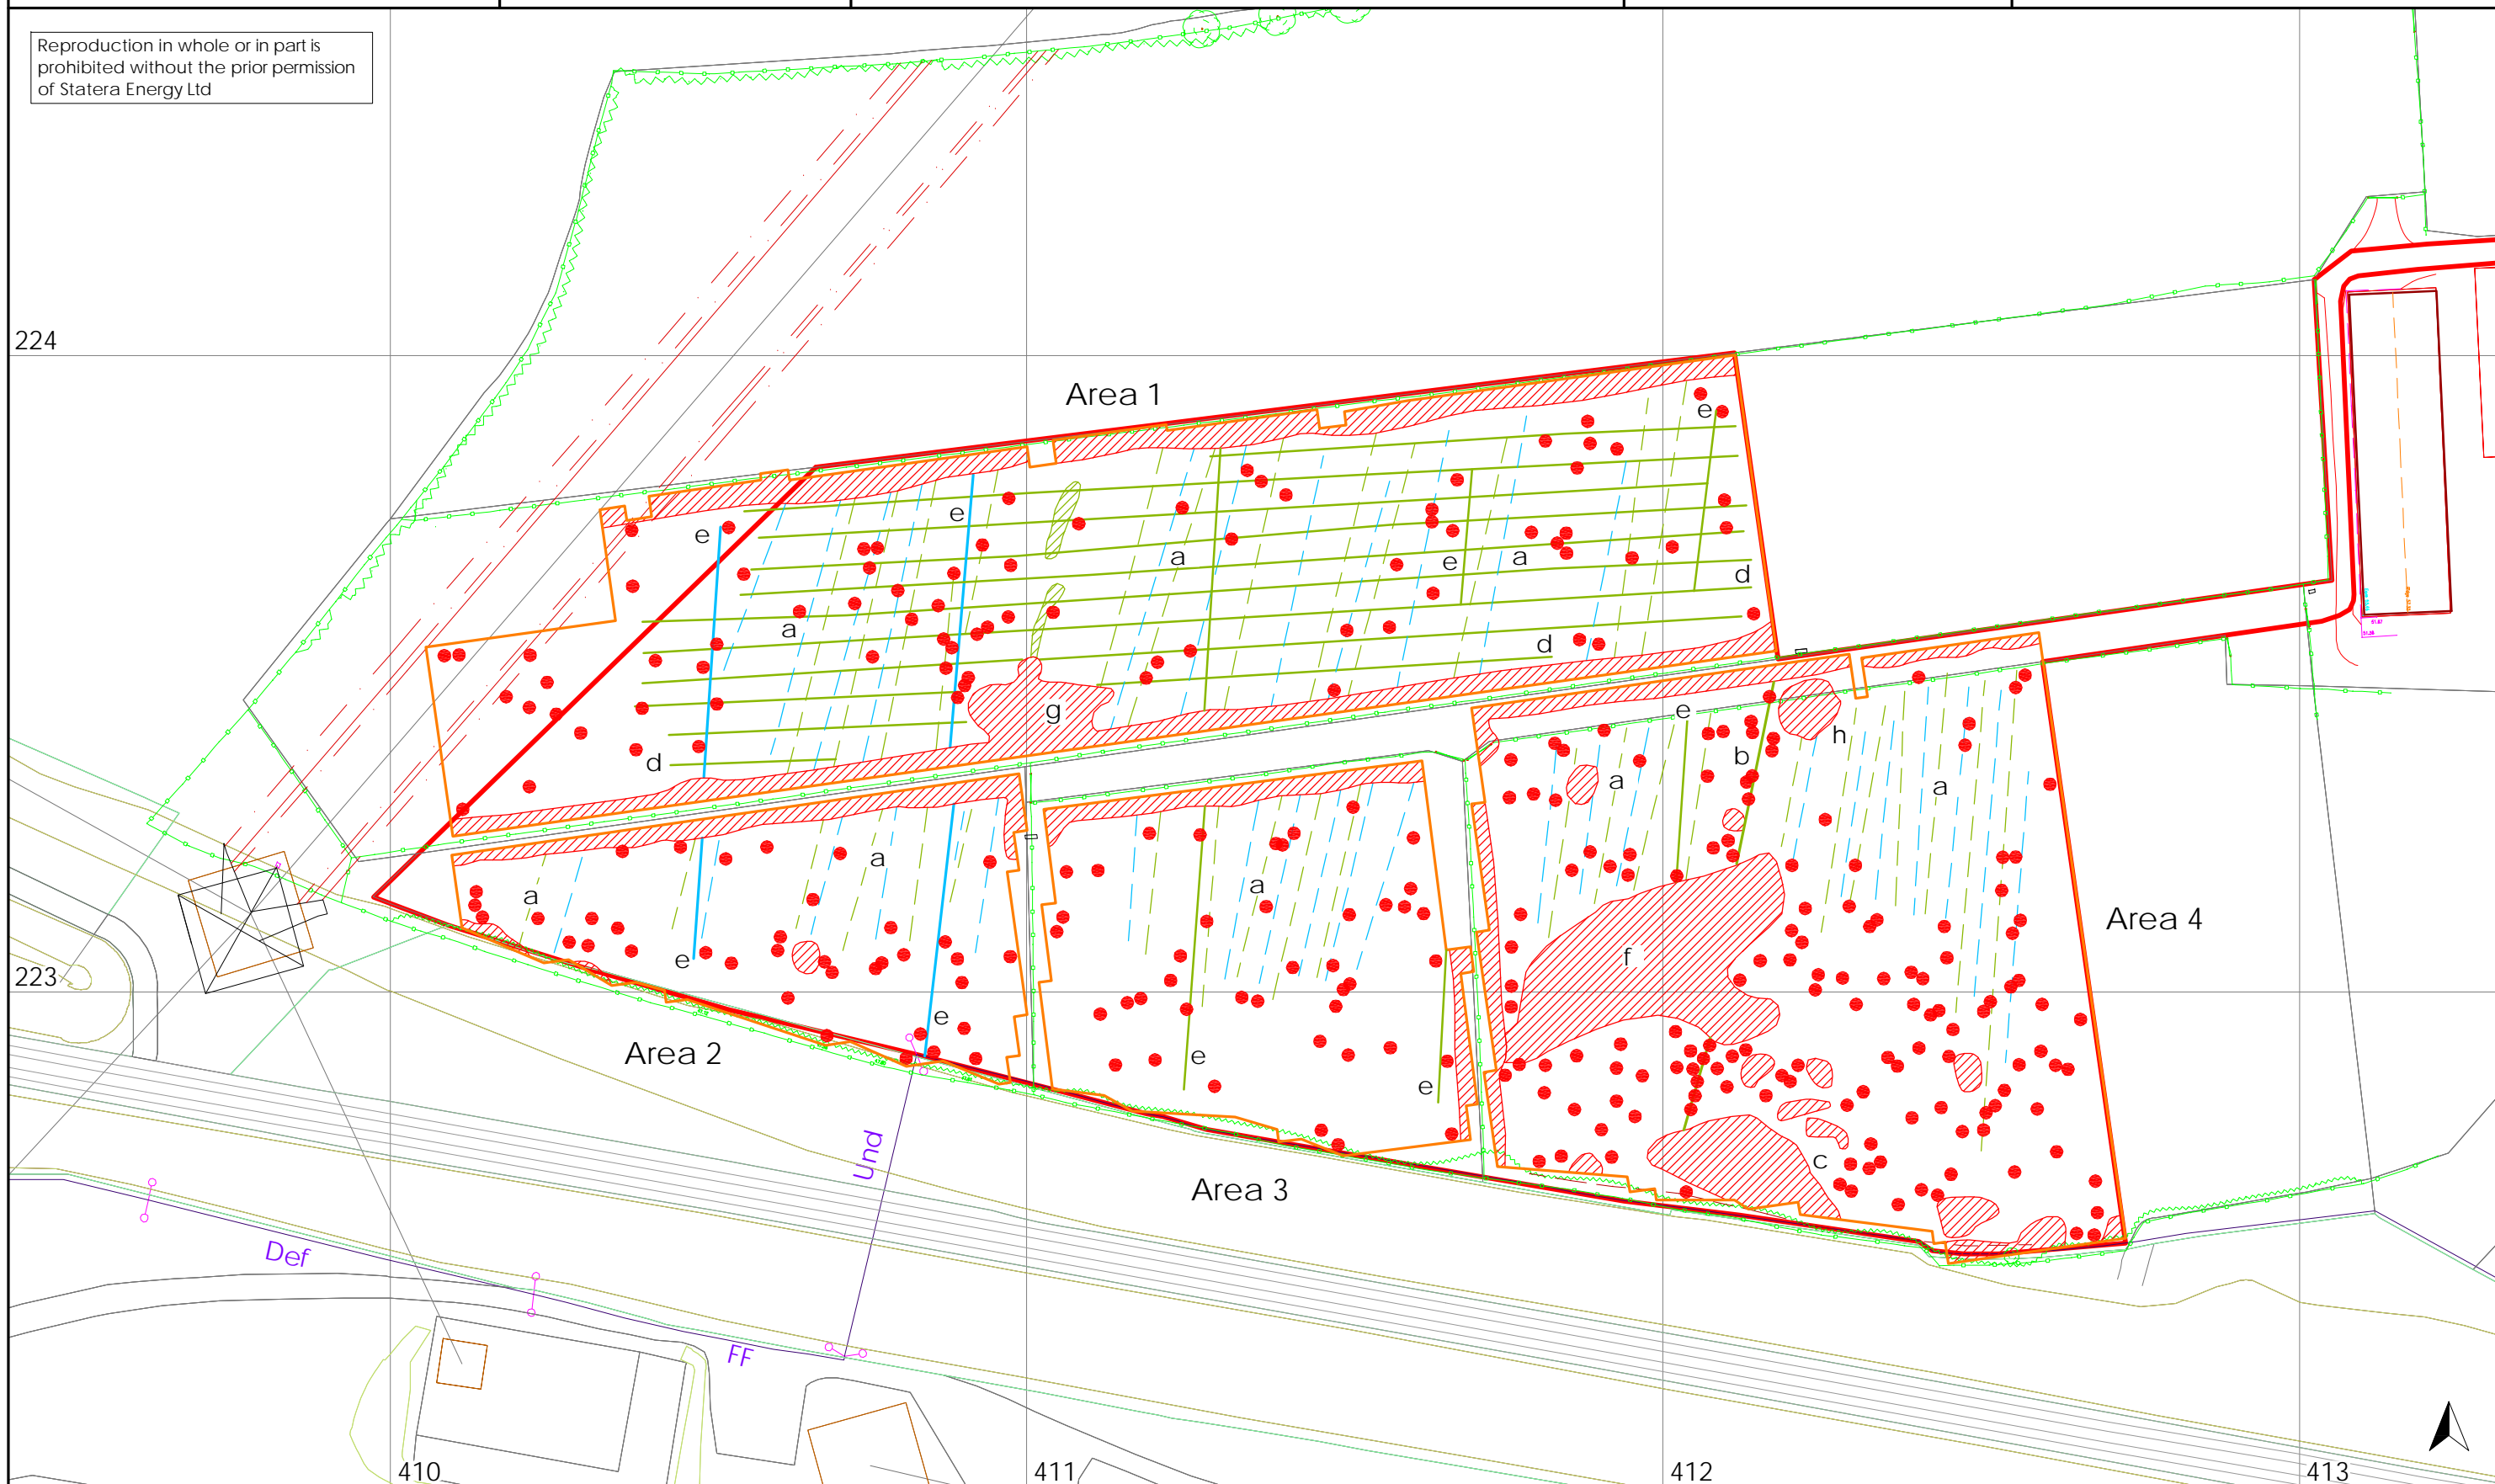 Reproduction in whole or in part is
prohibited without the prior permission
of Statera Energy Ltd
224
Area 1
e
e
e
a
e
a
d
a
d
g
e
h
d
b
a
a
a
a
a
Area 4
e
f
223
e
Area 2
e
e
Und
c
Area 3
Def
FF
410
411
412
413